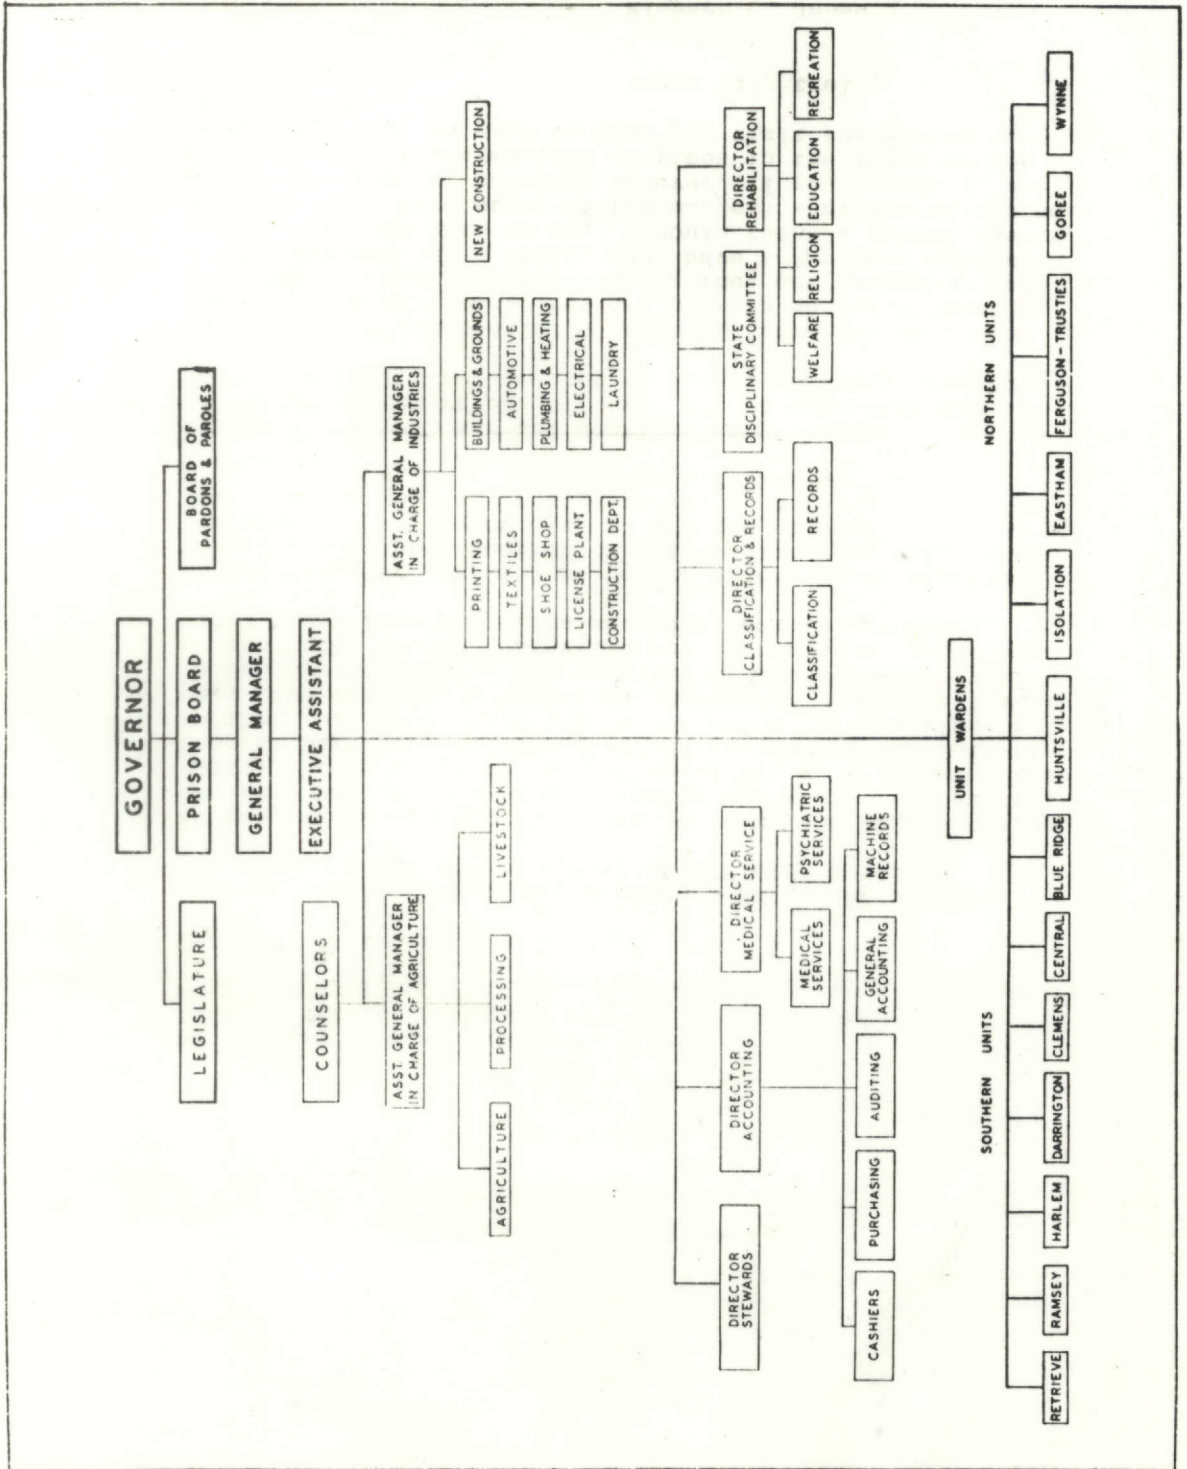 GOVERNOR
LEGISLATURE
PRISON BOARD
BOARD OF
PARDONS & PAROLES
GENERAL MANAGER
COUNSELORS
EXECUTIVE ASSISTANT
ASST. GENERAL MANAGER
IN CHARGE OF AGRICULTURE
ASST. GENERAL MANAGER
IN CHARGE OF INDUSTRIES
AGRICULTURE
PROCESSING
LIVESTOCK
PRINTING
TEXTILES
SHOE SHOP
LICENSE PLANT
CONSTRUCTION DEPT.
BUILDINGS & GROUNDS
AUTOMOTIVE
PLUMBING & HEATING
ELECTRICAL
LAUNDRY
NEW CONSTRUCTION
DIRECTOR
STEWARDS
DIRECTOR
ACCOUNTING
DIRECTOR
MEDICAL SERVICE
DIRECTOR
CLASSIFICATION & RECORDS
STATE
DISCIPLINARY COMMITTEE
DIRECTOR
REHABILITATION
MEDICAL
SERVICES
PSYCHIATRIC
SERVICES
CLASSIFICATION
RECORDS
WELFARE
RELIGION
EDUCATION
RECREATION
CASHIERS
PURCHASING
AUDITING
GENERAL
ACCOUNTING
MACHINE
RECORDS
UNIT WARDENS
SOUTHERN UNITS
NORTHERN UNITS
RETRIEVE
RAMSEY
HARLEM
DARRINGTON
CLEMENS
CENTRAL
BLUE RIDGE
HUNTSVILLE
ISOLATION
EASTHAM
FERGUSON-TRUSTIES
GOREE
WYNNE